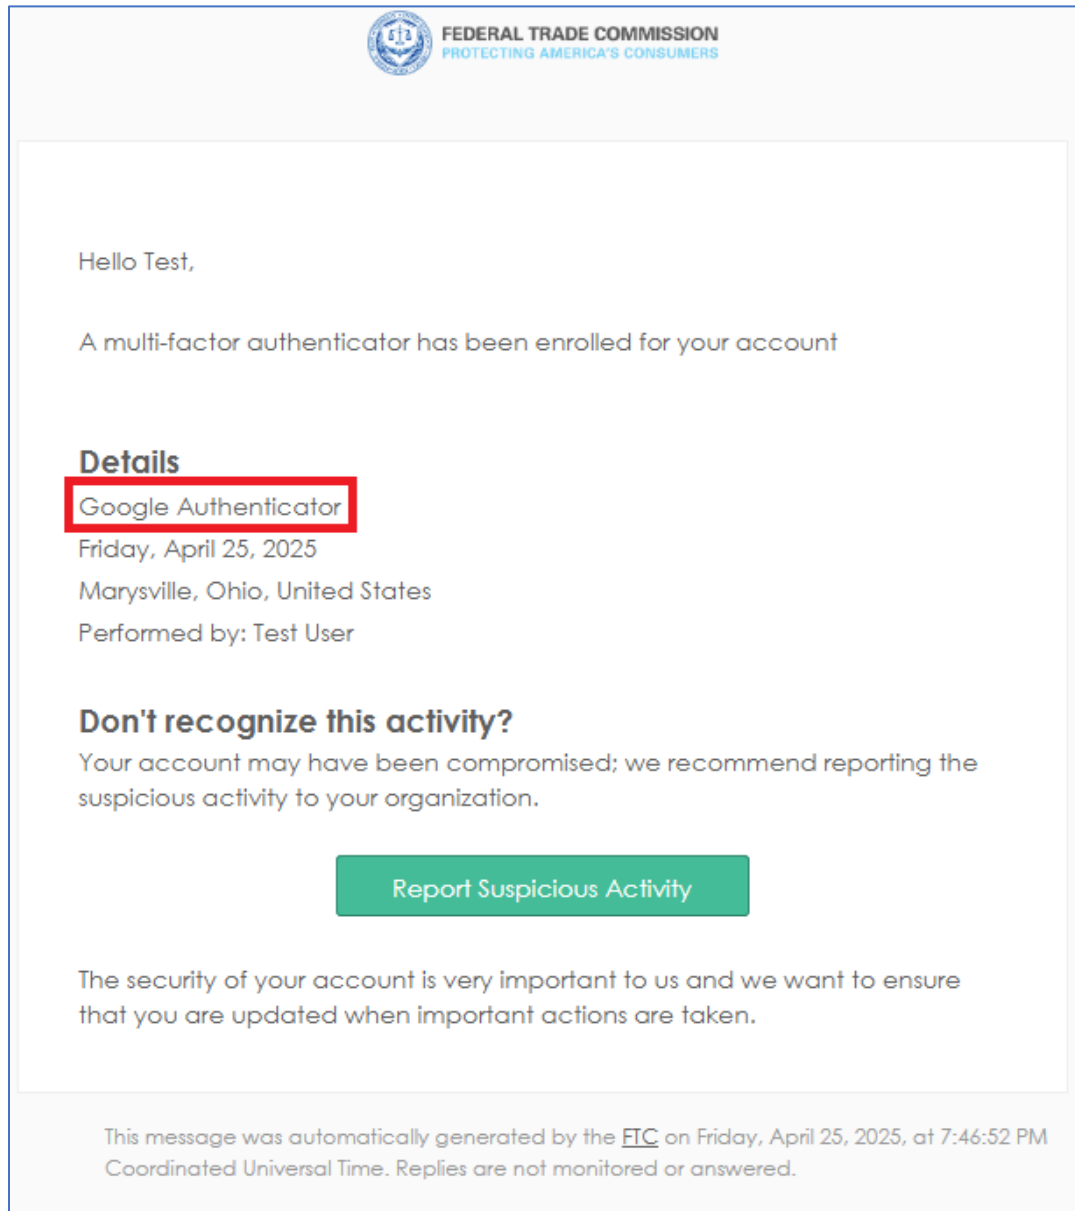 FEDERAL TRADE COMMISSION
PROTECTING AMERICA'S CONSUMERS
Hello Test,
A multi-factor authenticator has been enrolled for your account
Details
Google Authenticator
Friday, April 25, 2025
Marysville, Ohio, United States
Performed by: Test User
Don't recognize this activity?
Your account may have been compromised; we recommend reporting the
suspicious activity to your organization.
Report Suspicious Activity
The security of your account is very important to us and we want to ensure
that you are updated when important actions are taken.
This message was automatically generated by the FTC on Friday, April 25, 2025, at 7:46:52 PM
Coordinated Universal Time. Replies are not monitored or answered.